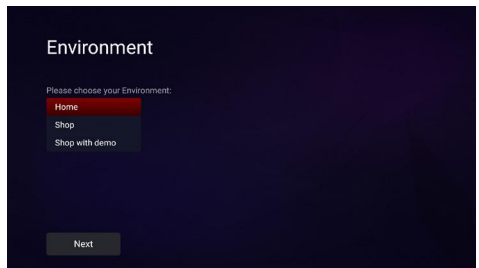 Environment
Please choose your Environment:
Home
Shop
Shop with demo
Next